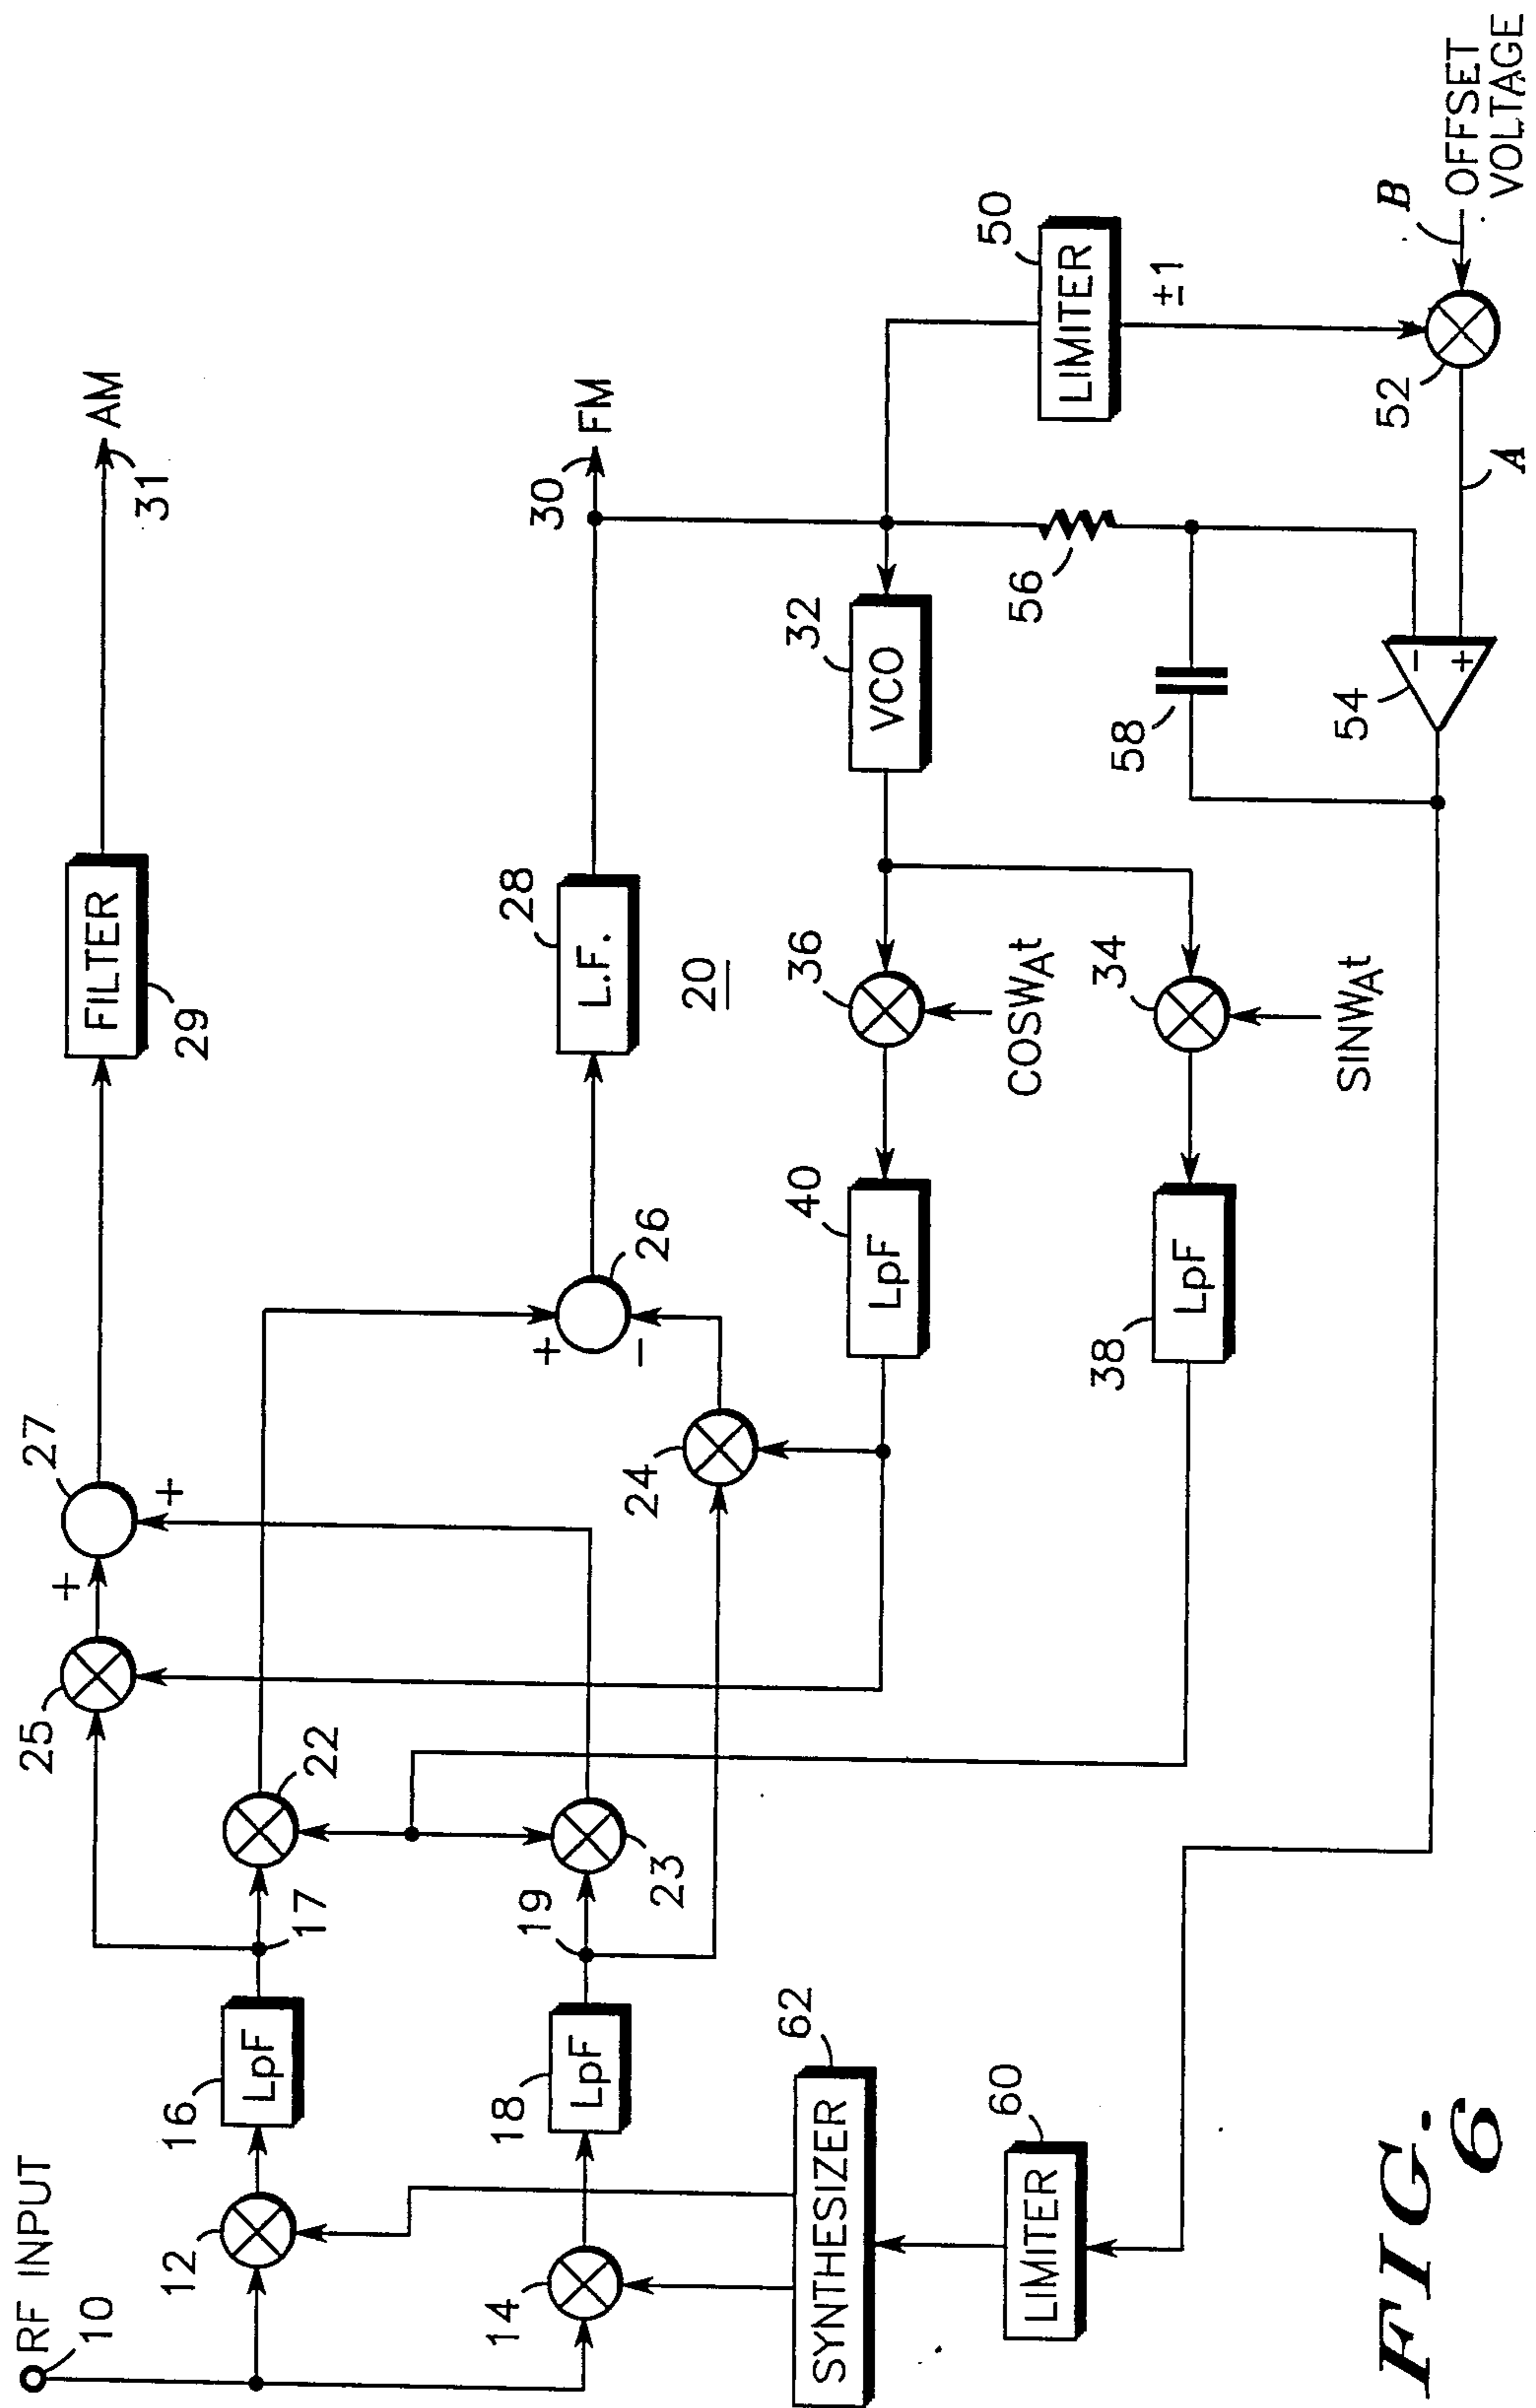 RF INPUT
10
12
14
16
LpF
18
LpF
17
19
25
+
27
+
22
23
24
+
−
26
FILTER
29
31
AM
28
L.F.
20
30
FM
SYNTHESIZER
62
LIMITER
60
40
LpF
38
LpF
36
COSWAt
34
SINWAt
32
VCO
56
58
54
−
+
50
LIMITER
±1
52
A
B
OFFSET
VOLTAGE
FIG. 6